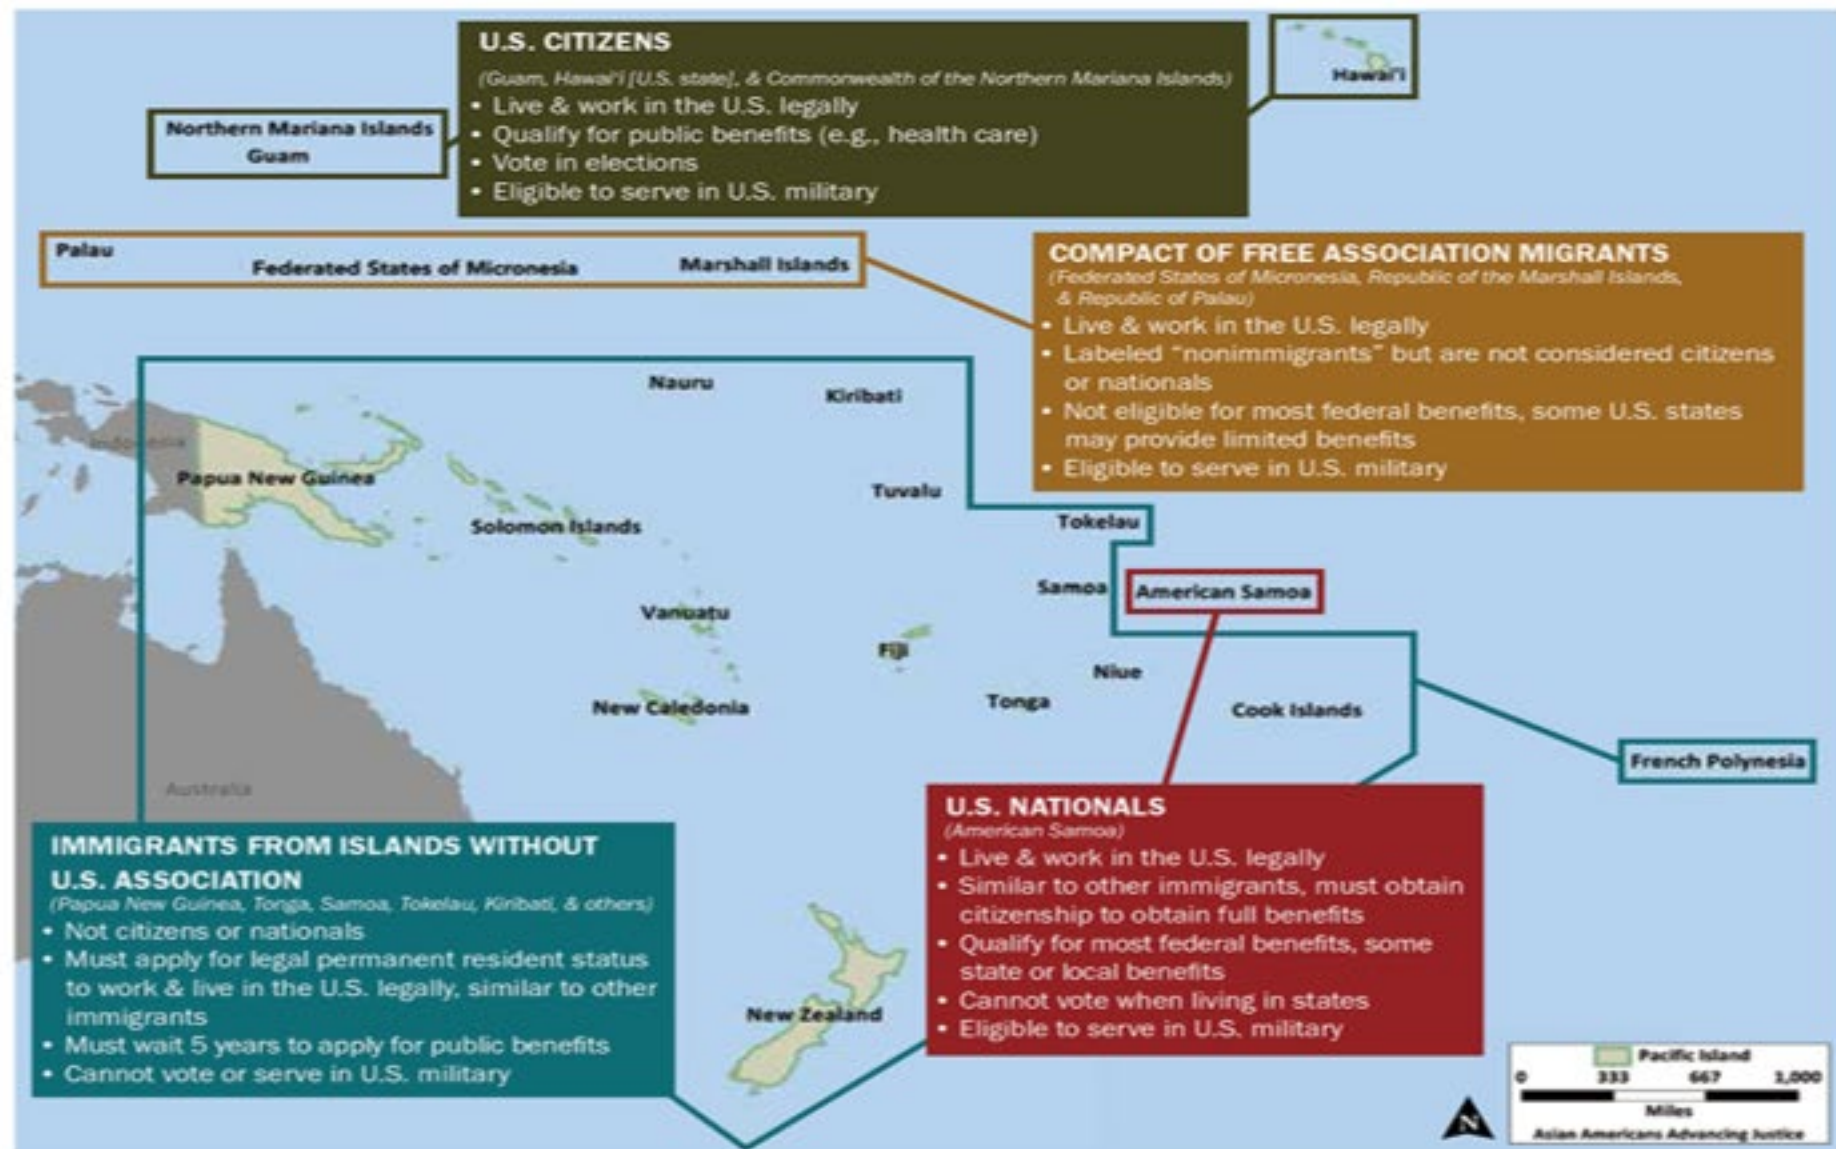 U.S. CITIZENS
(Guam, Hawai'i [U.S. state], & Commonwealth of the Northern Mariana Islands)
• Live & work in the U.S. legally
• Qualify for public benefits (e.g., health care)
• Vote in elections
• Eligible to serve in U.S. military
Hawai'i
Northern Mariana Islands
Guam
Palau
Federated States of Micronesia
Marshall Islands
COMPACT OF FREE ASSOCIATION MIGRANTS
(Federated States of Micronesia, Republic of the Marshall Islands,
& Republic of Palau)
• Live & work in the U.S. legally
• Labeled "nonimmigrants" but are not considered citizens
or nationals
• Not eligible for most federal benefits, some U.S. states
may provide limited benefits
• Eligible to serve in U.S. military
Nauru
Kiribati
Indonesia
Papua New Guinea
Tuvalu
Solomon Islands
Tokelau
Samoa
American Samoa
Vanuatu
Fiji
Niue
New Caledonia
Tonga
Cook Islands
French Polynesia
Australia
IMMIGRANTS FROM ISLANDS WITHOUT
U.S. ASSOCIATION
(Papua New Guinea, Tonga, Samoa, Tokelau, Kiribati, & others)
• Not citizens or nationals
• Must apply for legal permanent resident status
to work & live in the U.S. legally, similar to other
immigrants
• Must wait 5 years to apply for public benefits
• Cannot vote or serve in U.S. military
U.S. NATIONALS
(American Samoa)
• Live & work in the U.S. legally
• Similar to other immigrants, must obtain
citizenship to obtain full benefits
• Qualify for most federal benefits, some
state or local benefits
• Cannot vote when living in states
• Eligible to serve in U.S. military
New Zealand
N
Pacific Island
0 333 667 1,000
Miles
Asian Americans Advancing Justice